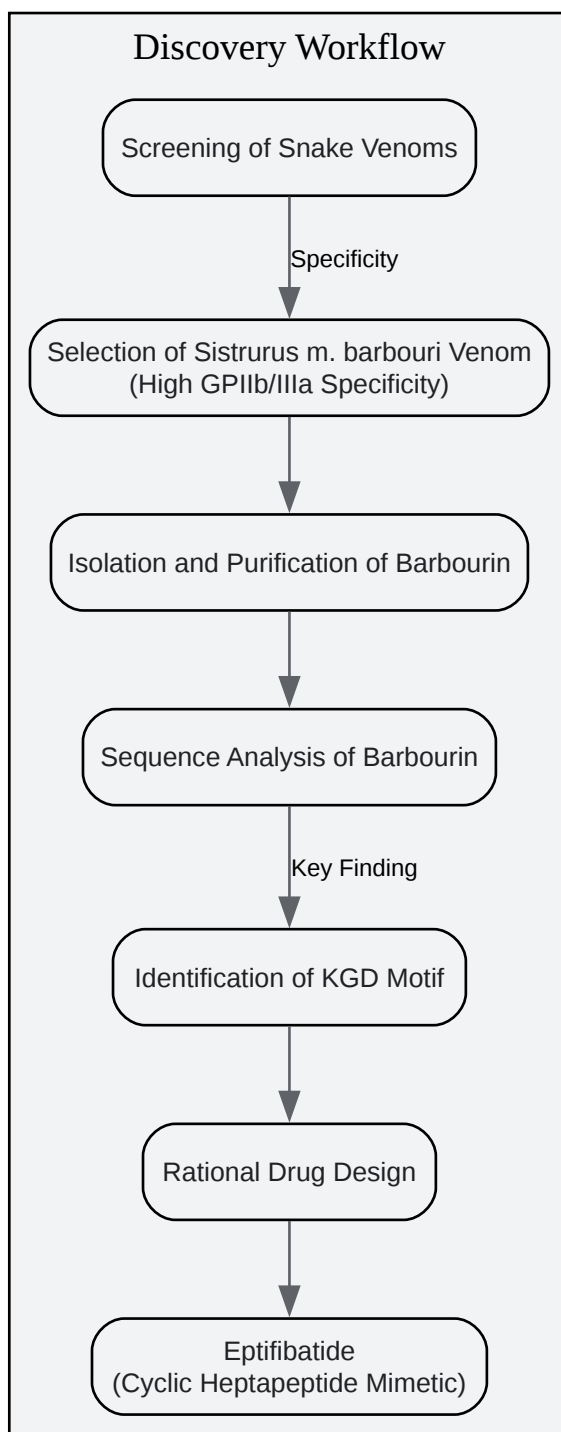 Discovery Workflow
Screening of Snake Venoms
Specificity
Selection of Sistrurus m. barbouri Venom
(High GPIIb/IIIa Specificity)
Isolation and Purification of Barbourin
Sequence Analysis of Barbourin
Key Finding
Identification of KGD Motif
Rational Drug Design
Eptifibatide
(Cyclic Heptapeptide Mimetic)